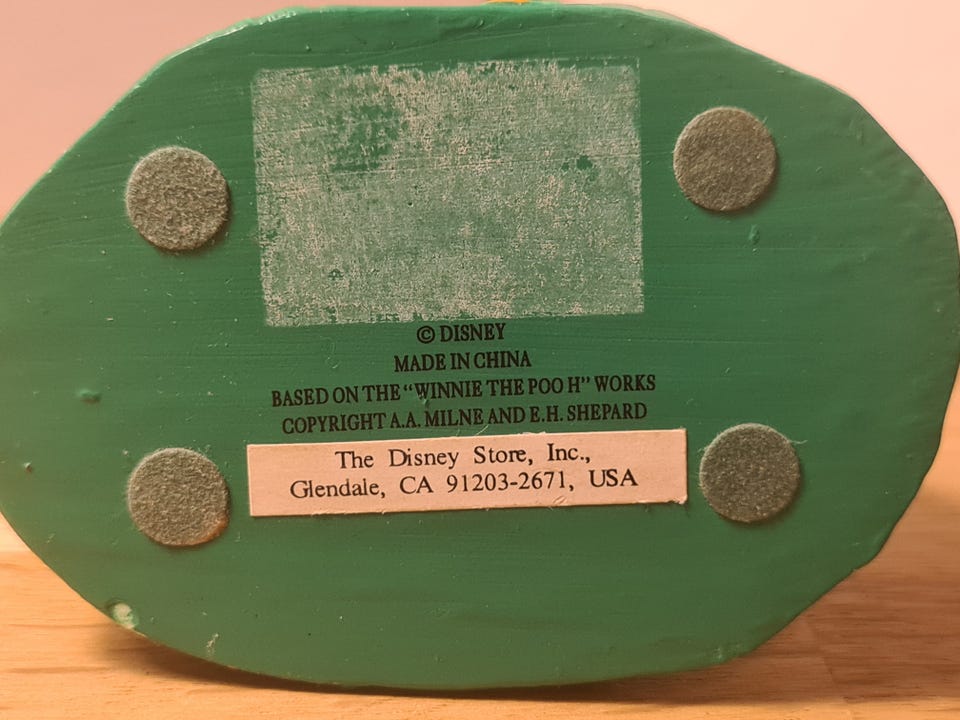 © DISNEY
MADE IN CHINA
BASED ON THE “WINNIE THE POO H” WORKS
COPYRIGHT A.A. MILNE AND E.H. SHEPARD
The Disney Store, Inc.,
Glendale, CA 91203-2671, USA